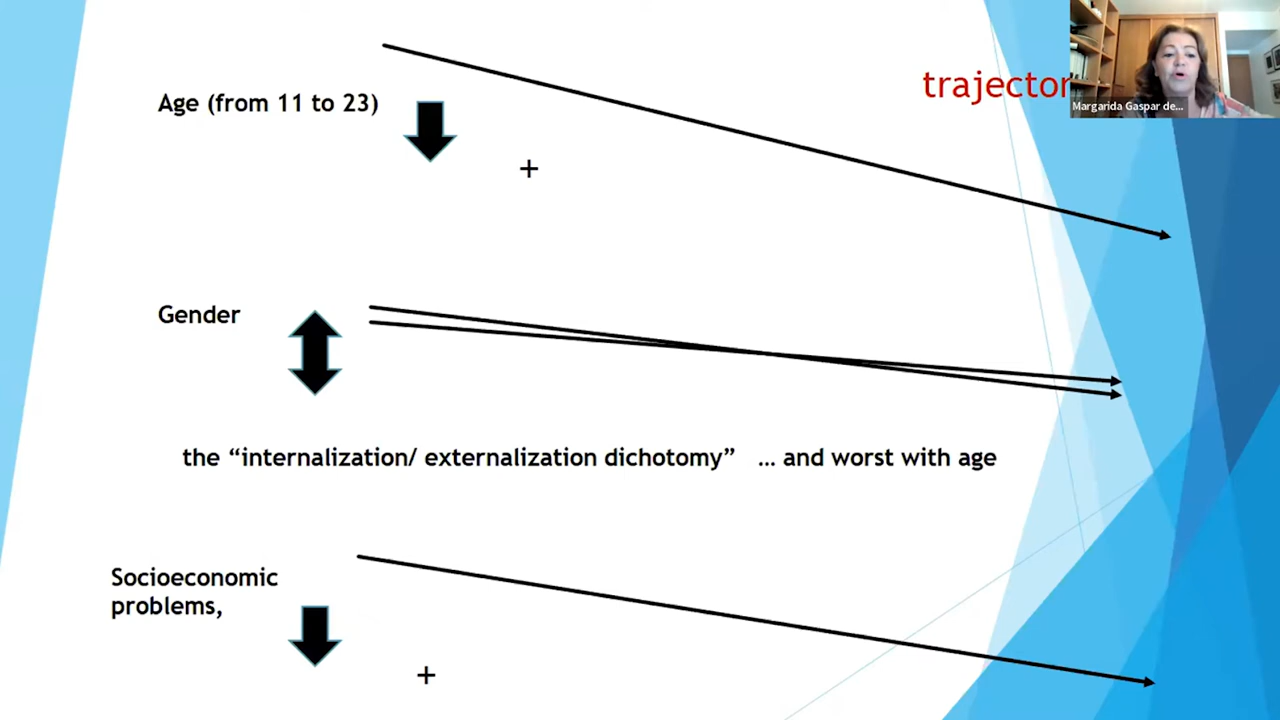 trajector
Margarida Gaspar de...
Age (from 11 to 23)
+
Gender
the “internalization/ externalization dichotomy” … and worst with age
Socioeconomic
problems,
+